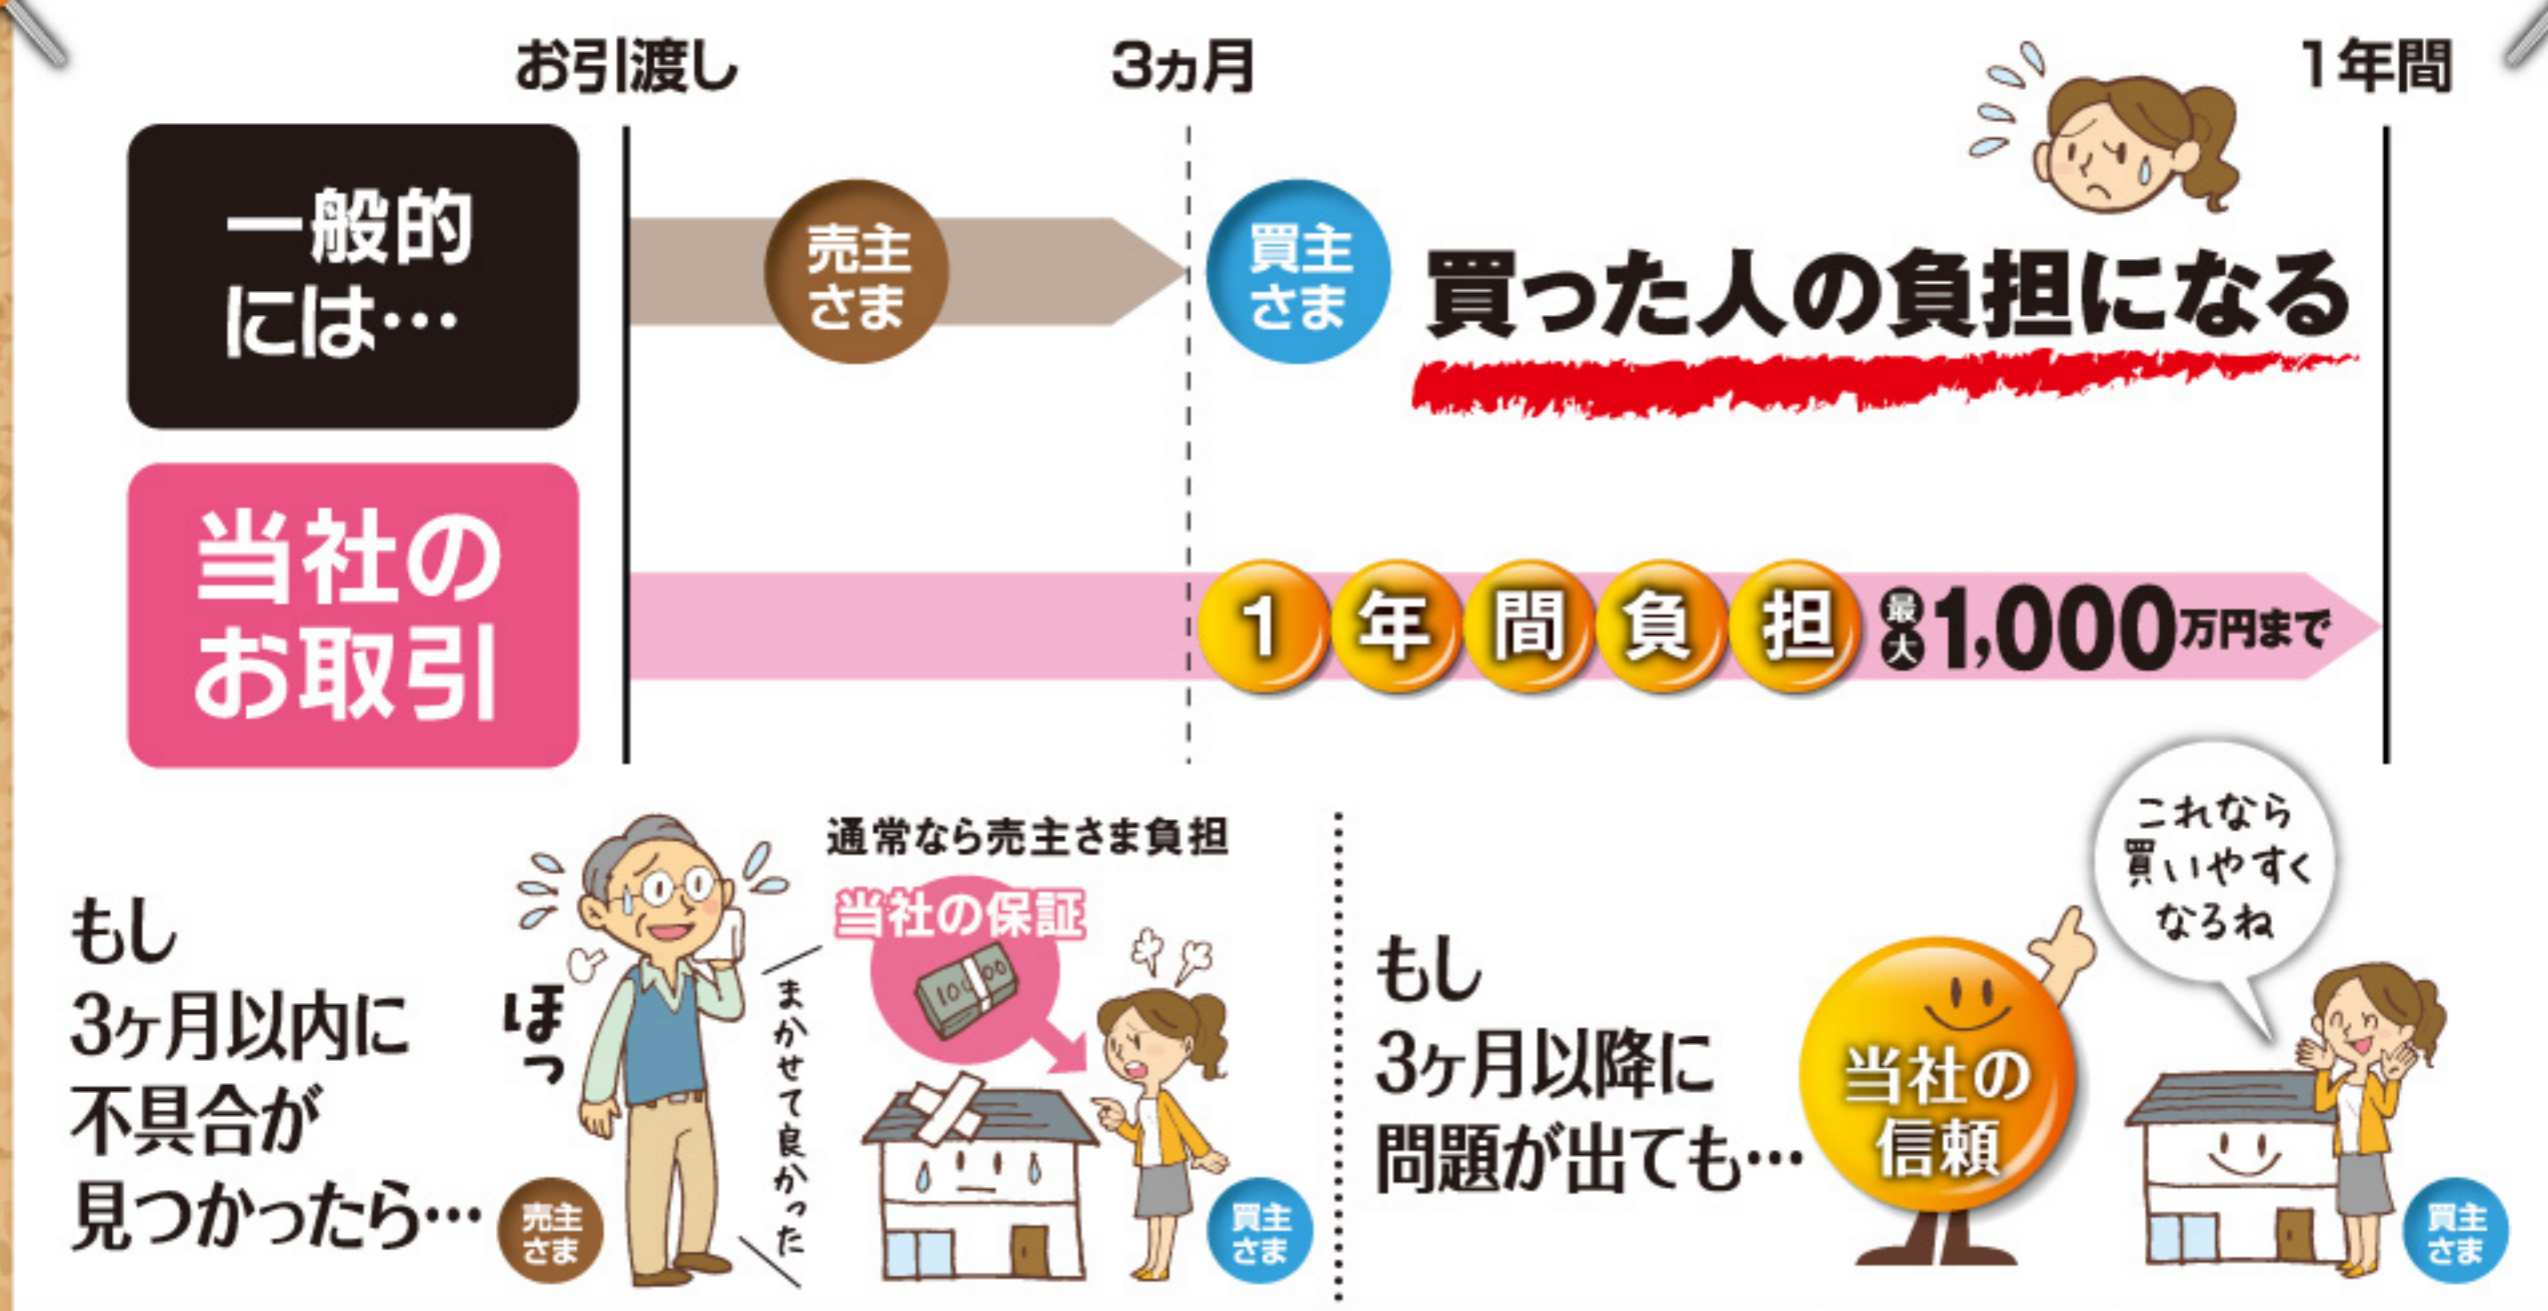 お引渡し
3ヵ月
1年間
一般的
には…
売主
さま
買主
さま
買った人の負担になる
当社の
お取引
1年間負担
最大1,000万円まで
もし
3ヶ月以内に
不具合が
見つかったら…
ほっ
売主
さま
まかせて良かった
通常なら売主さま負担
当社の保証
100 00
買主
さま
もし
3ヶ月以降に
問題が出ても…
当社の
信頼
これなら
買いやすく
なるね
買主
さま